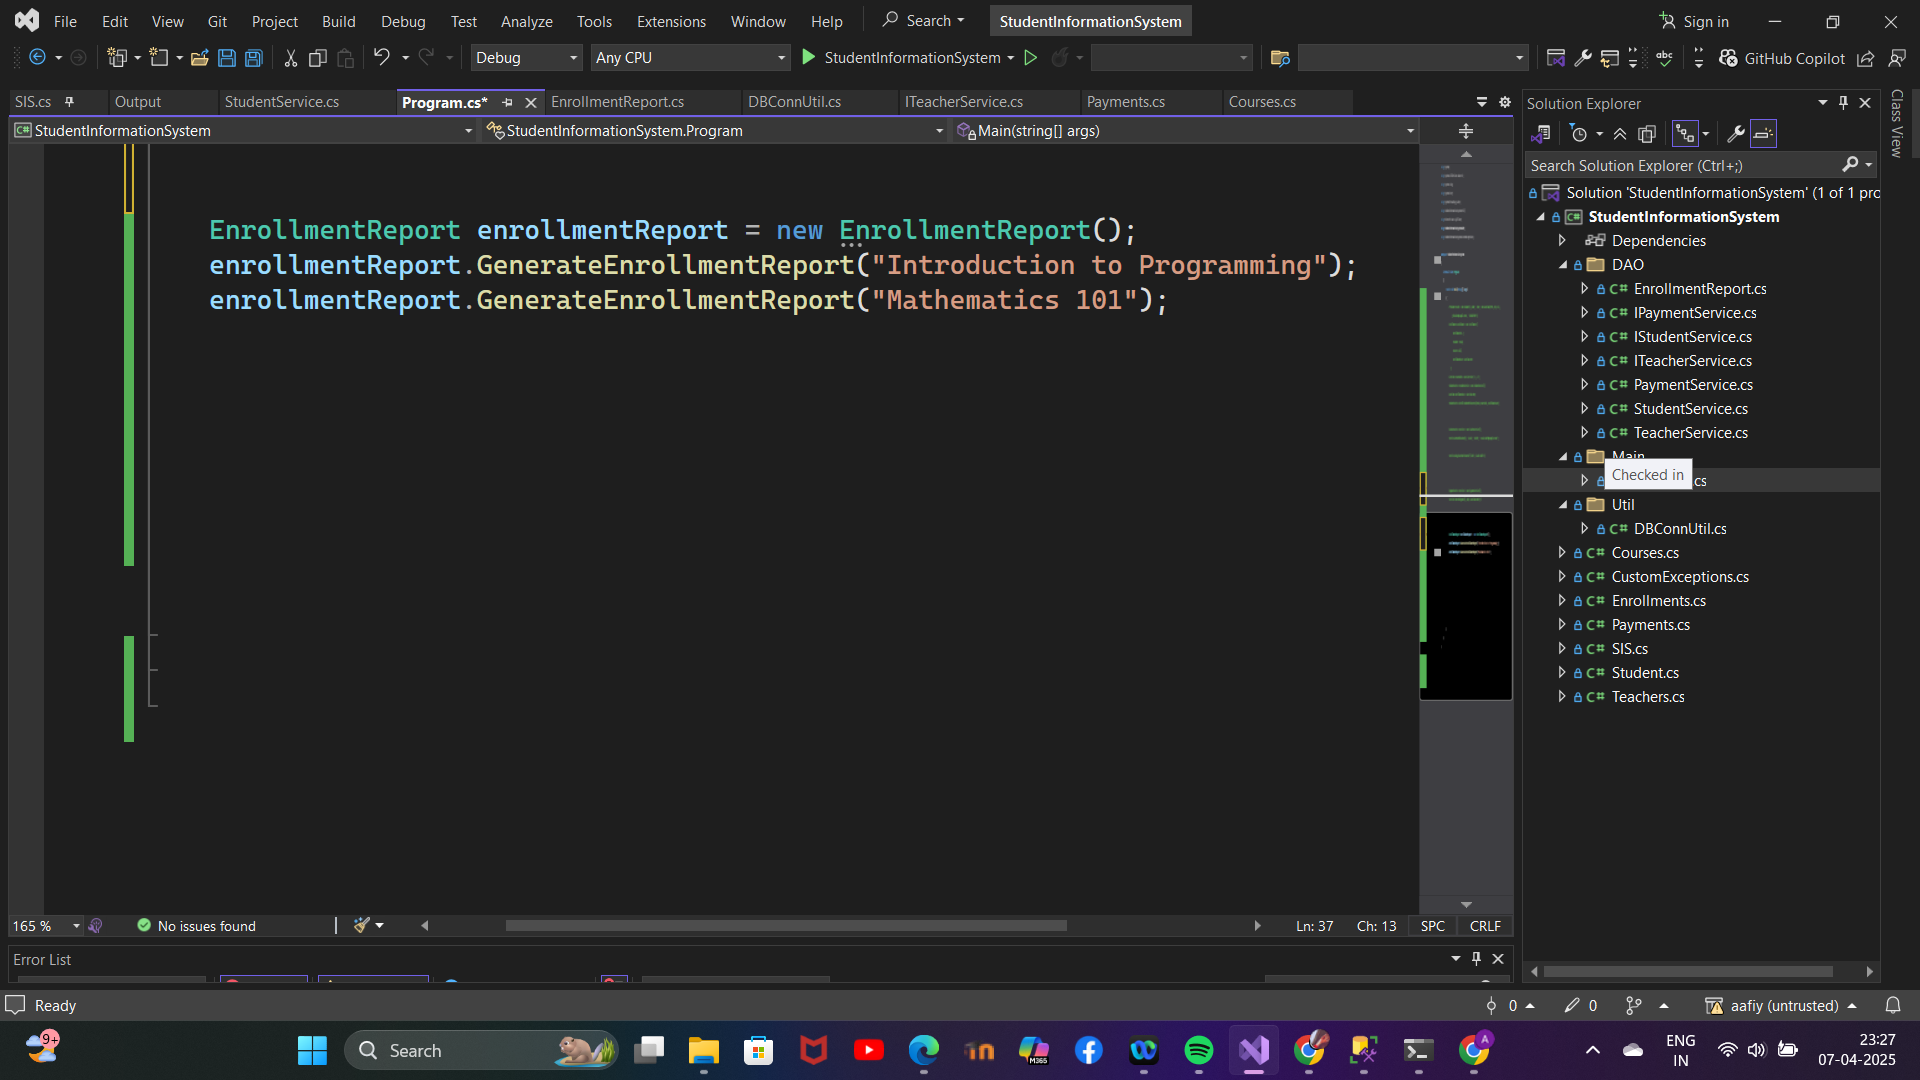 File Edit View Git Project Build Debug Test Analyze Tools Extensions Window Help Search StudentInformationSystem Sign in
Debug Any CPU StudentInformationSystem GitHub Copilot
SIS.cs Output StudentService.cs Program.cs* EnrollmentReport.cs DBConnUtil.cs ITeacherService.cs Payments.cs Courses.cs
StudentInformationSystem StudentInformationSystem.Program Main(string[] args)
EnrollmentReport enrollmentReport = new EnrollmentReport();
enrollmentReport.GenerateEnrollmentReport("Introduction to Programming");
enrollmentReport.GenerateEnrollmentReport("Mathematics 101");
165 % No issues found Ln: 37 Ch: 13 SPC CRLF
Error List
Solution Explorer
Search Solution Explorer (Ctrl+;)
Solution 'StudentInformationSystem' (1 of 1 pro
StudentInformationSystem
Dependencies
DAO
EnrollmentReport.cs
IPaymentService.cs
IStudentService.cs
ITeacherService.cs
PaymentService.cs
StudentService.cs
TeacherService.cs
Main
Checked in
cs
Util
DBConnUtil.cs
Courses.cs
CustomExceptions.cs
Enrollments.cs
Payments.cs
SIS.cs
Student.cs
Teachers.cs
Class View
Ready 0 0 aafiy (untrusted)
9+ Search ENG IN 23:27 07-04-2025